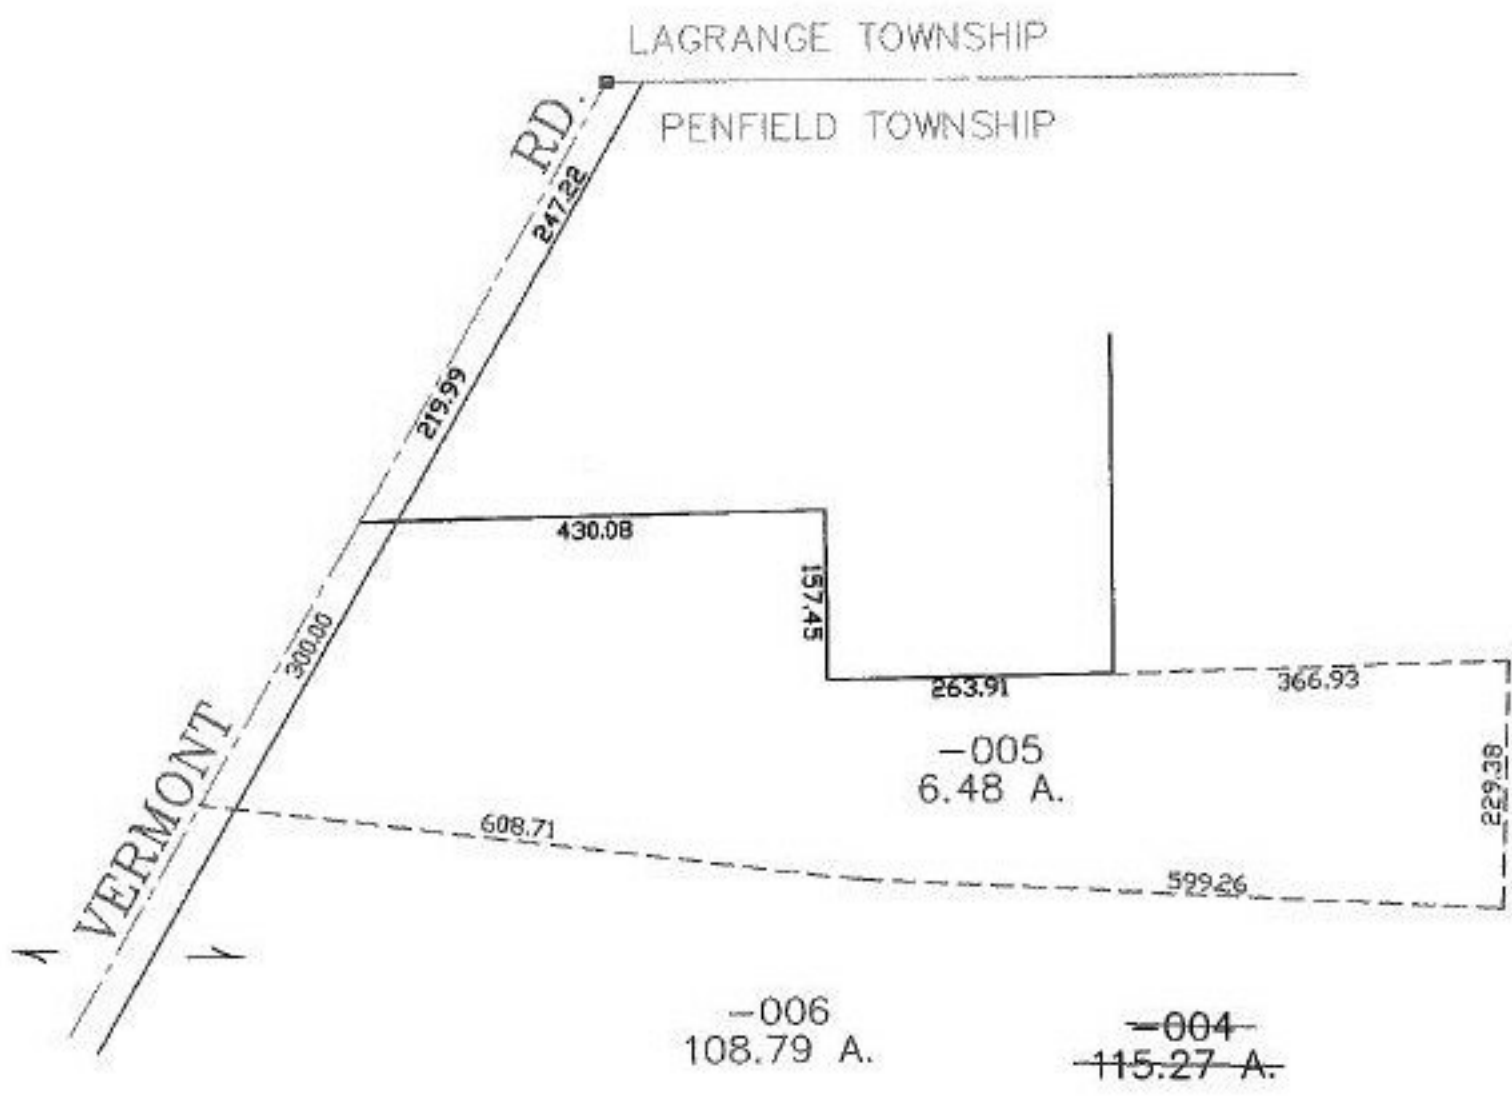 LAGRANGE TOWNSHIP
PENFIELD TOWNSHIP
RD.
247.22
219.99
430.08
157.45
300.00
263.91
366.93
-005
6.48 A.
229.38
VERMONT
608.71
599.26
-006
108.79 A.
-004
115.27 A.